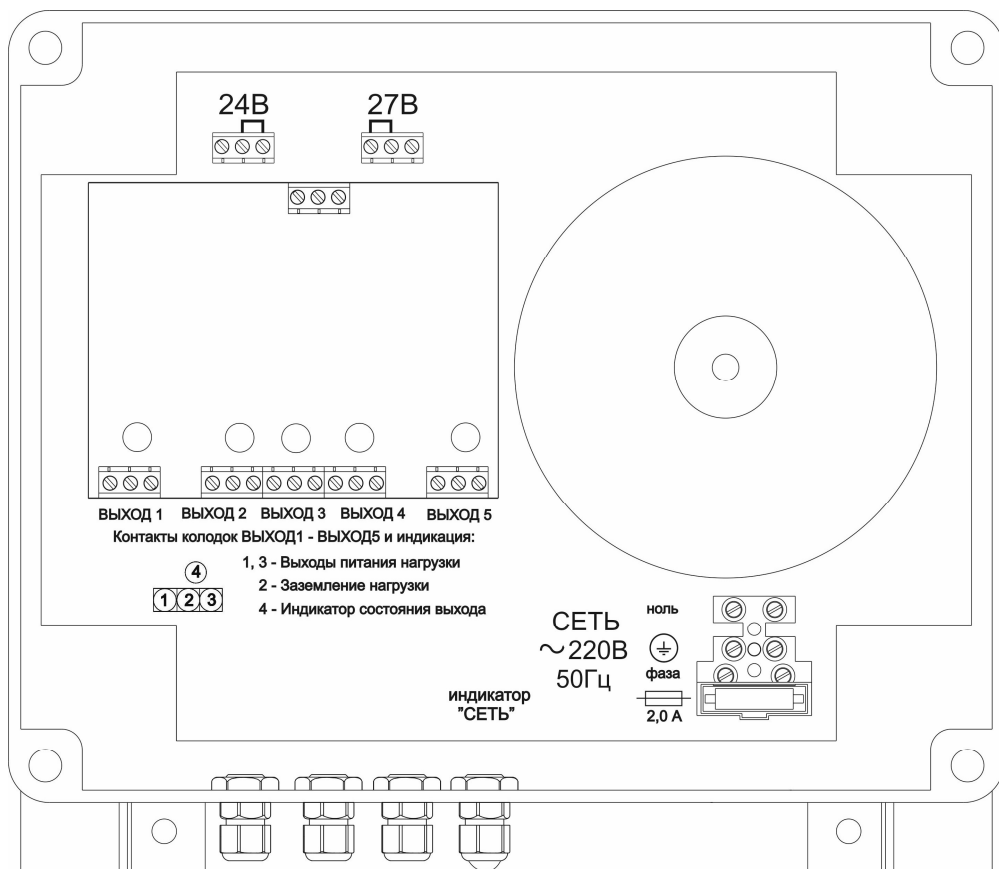 24В 27В
ВЫХОД 1 ВЫХОД 2 ВЫХОД 3 ВЫХОД 4 ВЫХОД 5
Контакты колодок ВЫХОД1 - ВЫХОД5 и индикация:
1, 3 - Выходы питания нагрузки
2 - Заземление нагрузки
4 - Индикатор состояния выхода
4
1 2 3
СЕТЬ
~220В
50Гц
ноль
фаза
2,0 А
индикатор
"СЕТЬ"